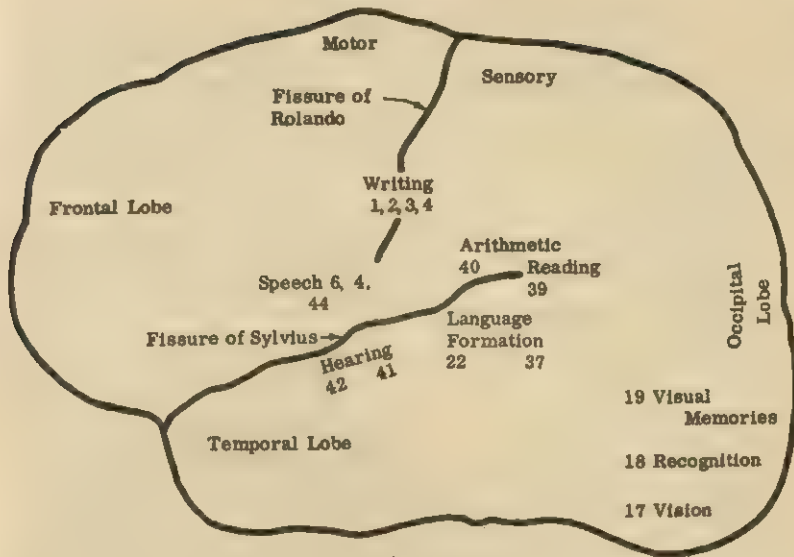 Motor
Sensory
Fissure of
Rolando
Writing
1, 2, 3, 4
Frontal Lobe
Arithmetic
40 Reading
39
Speech 6, 4.
44
Occipital
Lobe
Fissure of Sylvius
Hearing
42 41
Language
Formation
22 37
19 Visual
Memories
Temporal Lobe
18 Recognition
17 Vision